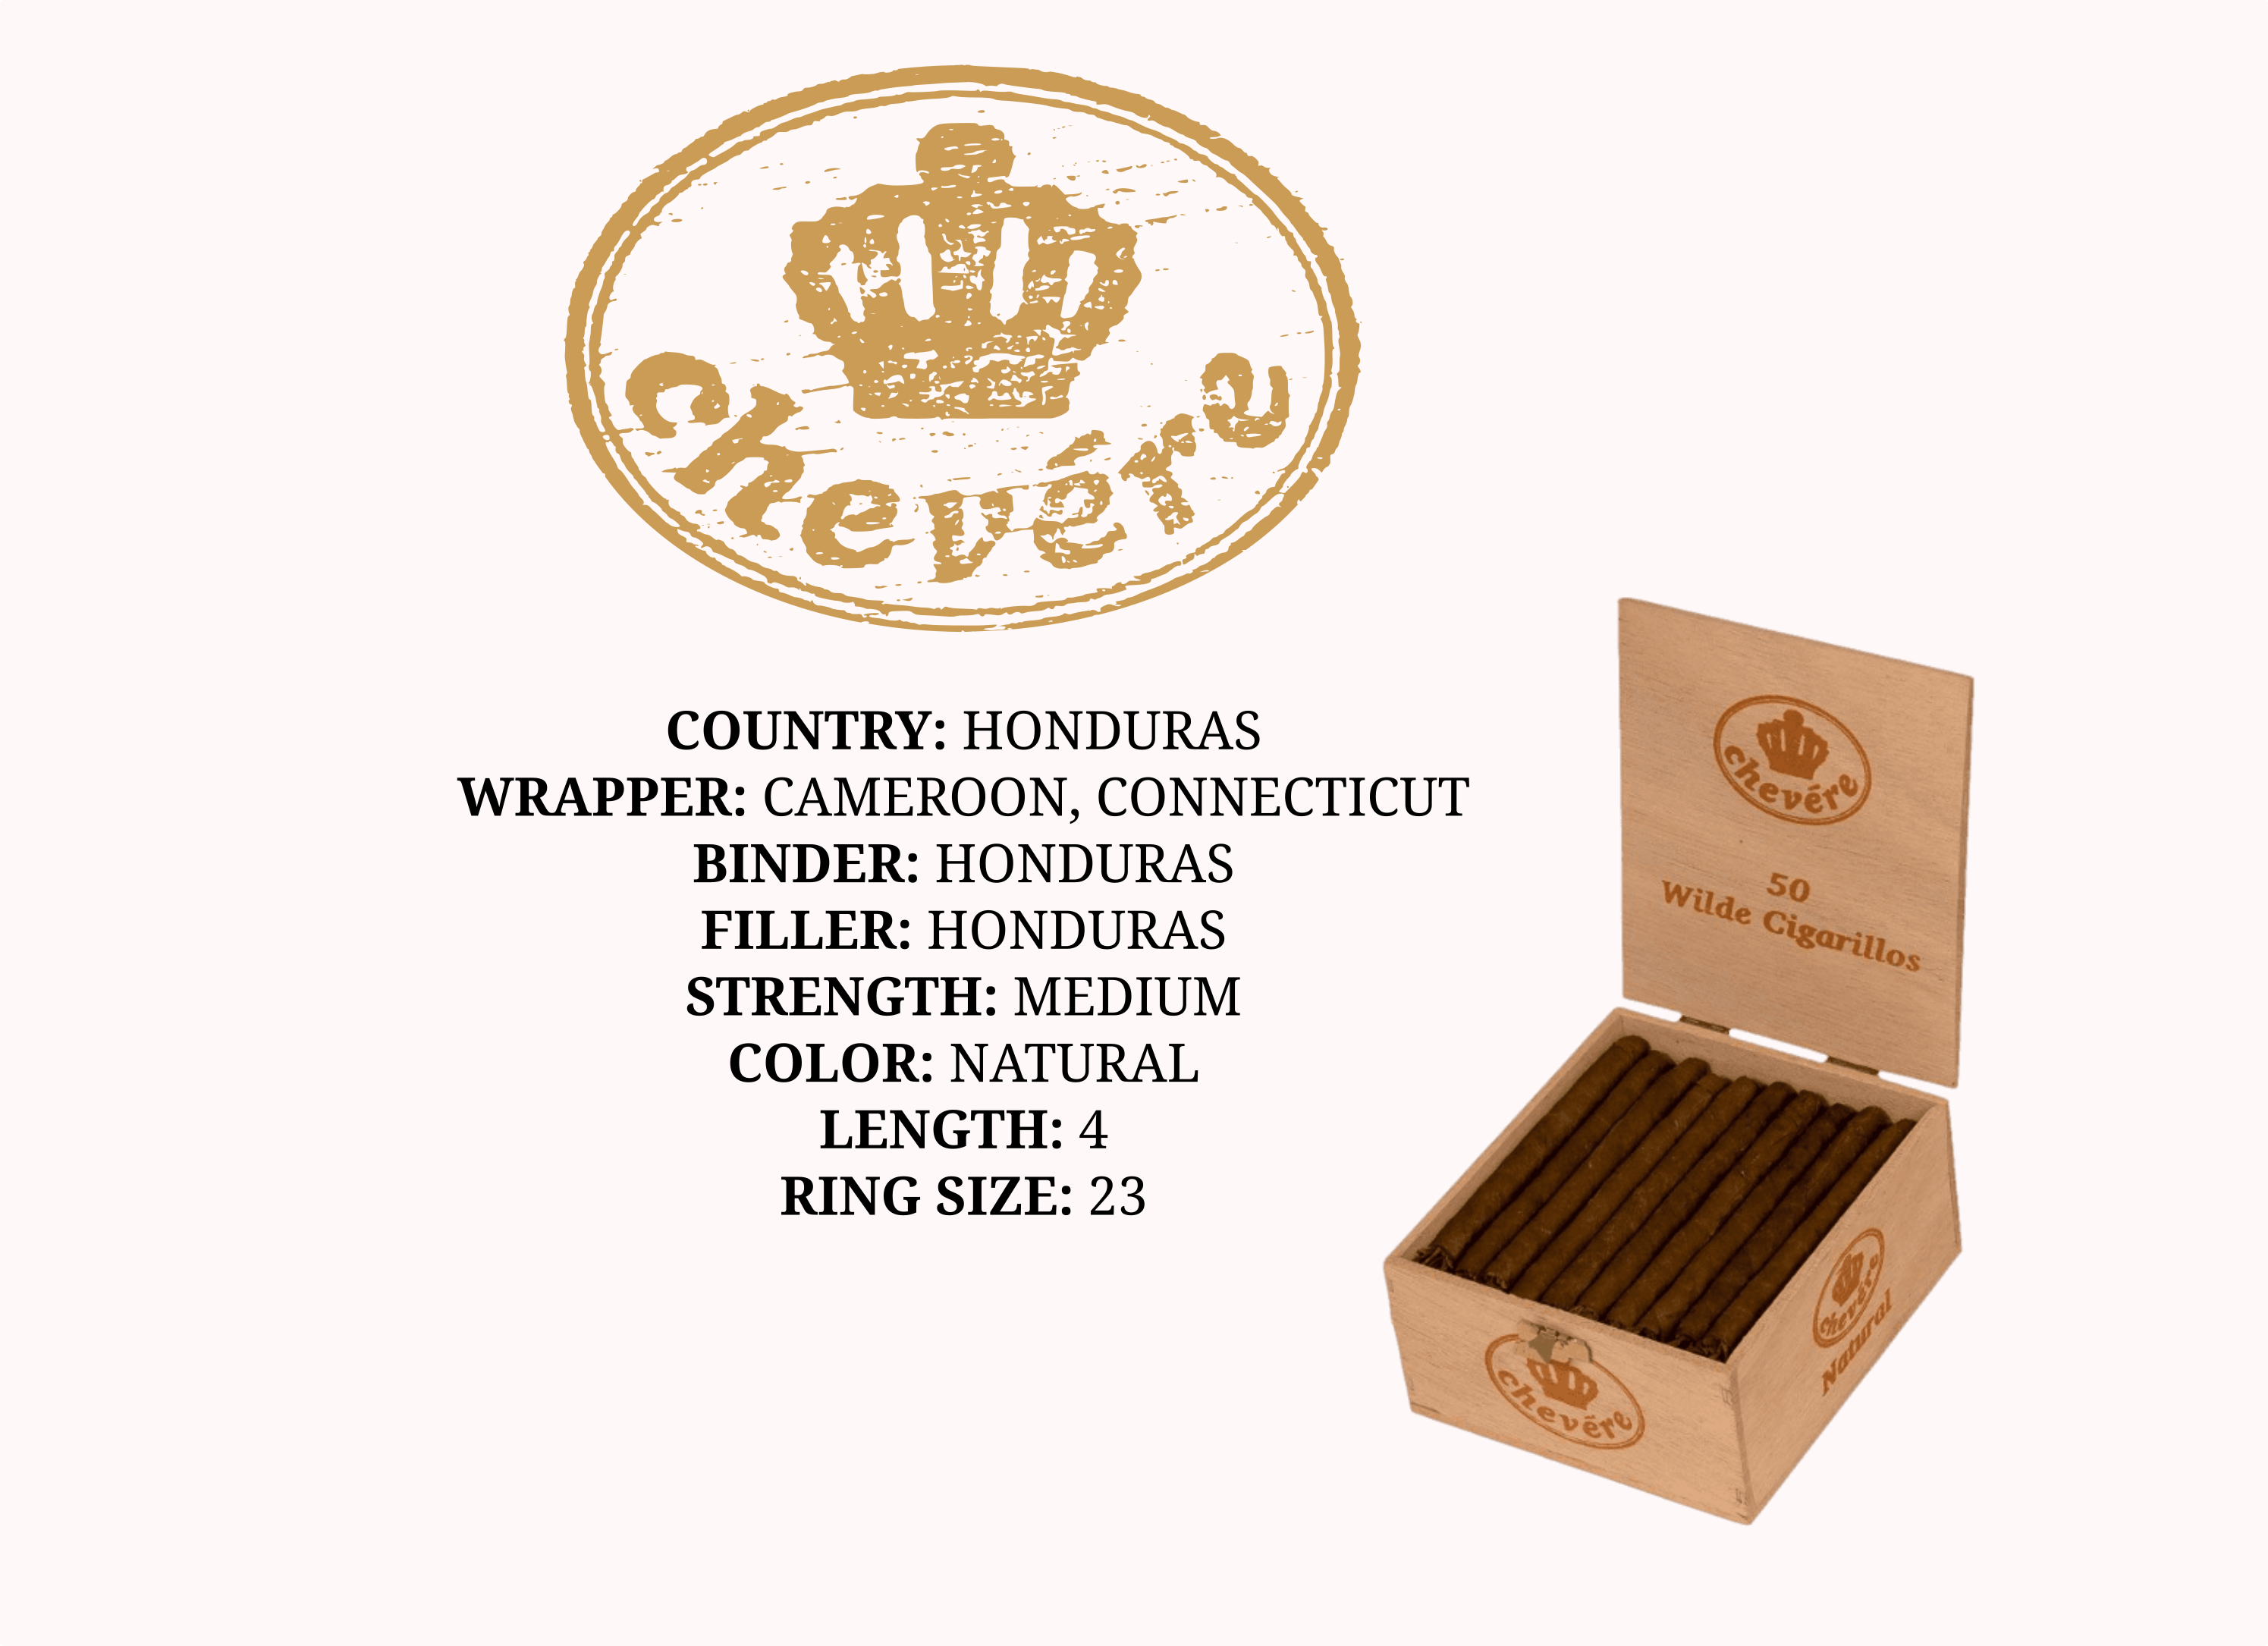 chevére
COUNTRY: HONDURAS
WRAPPER: CAMEROON, CONNECTICUT
BINDER: HONDURAS
FILLER: HONDURAS
STRENGTH: MEDIUM
COLOR: NATURAL
LENGTH: 4
RING SIZE: 23
chevére
50
Wilde Cigarillos
chevére
Natural
chevére